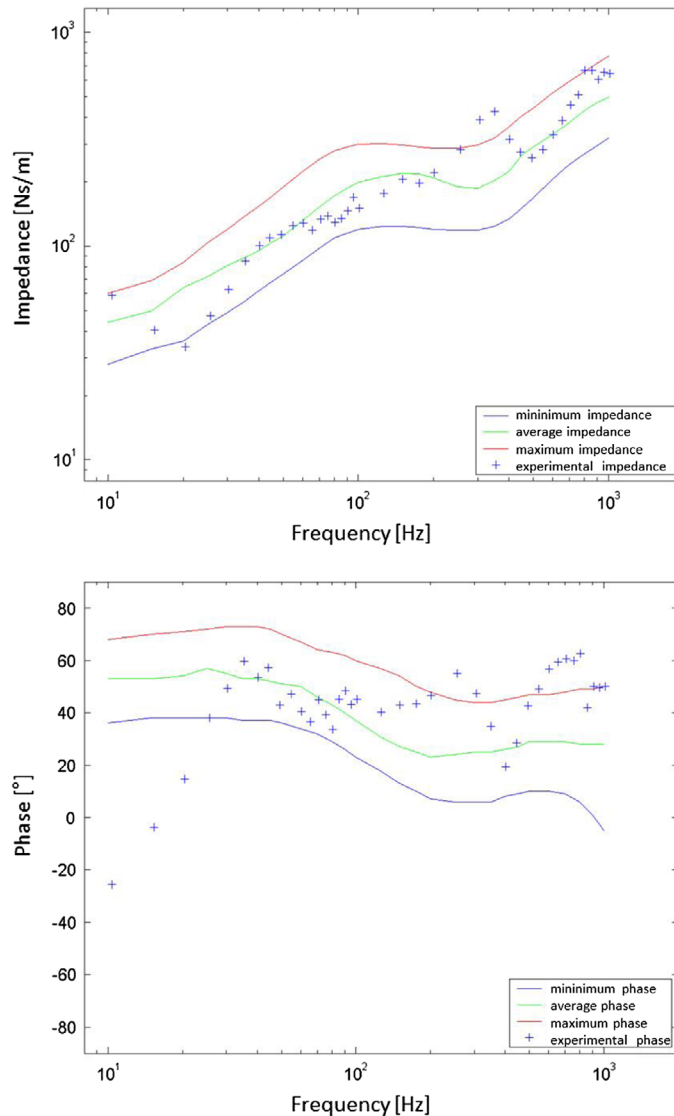 10³
10²
10¹
Impedance [Ns/m]
10¹
10²
10³
Frequency [Hz]
mininimum impedance
average impedance
maximum impedance
experimental impedance
80
60
40
20
0
-20
-40
-60
-80
Phase [°]
10¹
10²
10³
Frequency [Hz]
mininimum phase
average phase
maximum phase
experimental phase